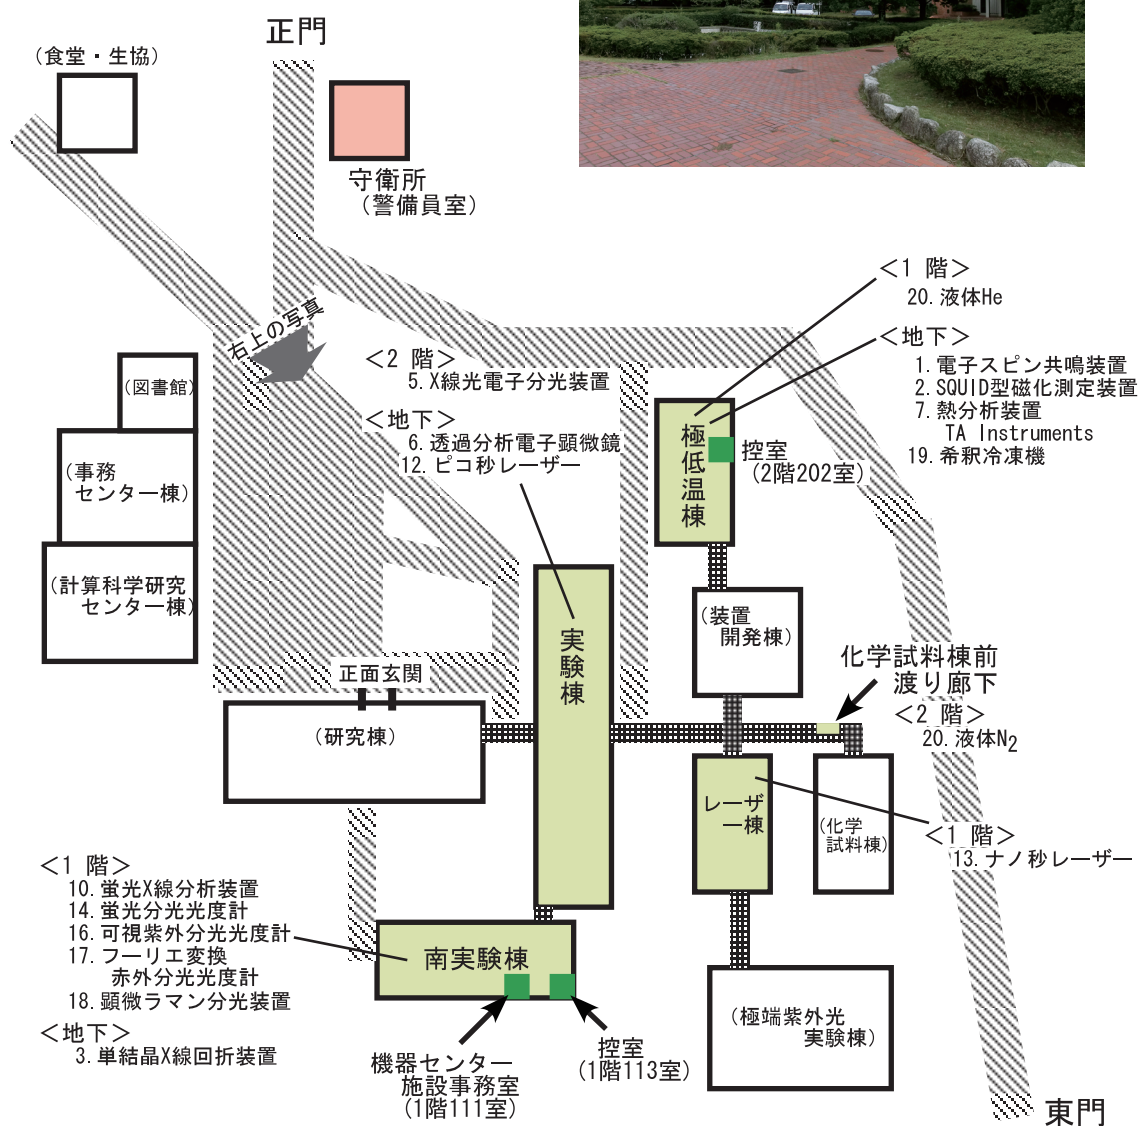 正門
(食堂・生協)
守衛所
(警備員室)
右上の写真
<1 階>
20. 液体He
<地下>
1. 電子スピン共鳴装置
2. SQUID型磁化測定装置
7. 熱分析装置
TA Instruments
19. 希釈冷凍機
<2 階>
5. X線光電子分光装置
<地下>
6. 透過分析電子顕微鏡
12. ピコ秒レーザー
極低温棟
控室
(2階202室)
(図書館)
(事務
センター棟)
(計算科学研究
センター棟)
(装置
開発棟)
実験棟
化学試料棟前
渡り廊下
<2 階>
20. 液体N2
正面玄関
(研究棟)
レーザ
ー棟
(化学
試料棟)
<1 階>
13. ナノ秒レーザー
<1 階>
10. 蛍光X線分析装置
14. 蛍光分光光度計
16. 可視紫外分光光度計
17. フーリエ変換
赤外分光光度計
18. 顕微ラマン分光装置
<地下>
3. 単結晶X線回折装置
南実験棟
機器センター
施設事務室
(1階111室)
控室
(1階113室)
(極端紫外光
実験棟)
東門